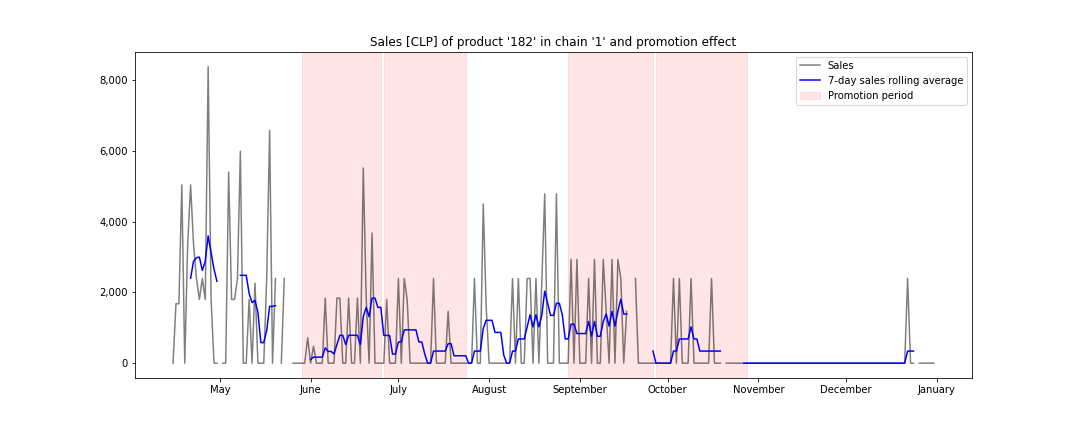 Sales [CLP] of product '182' in chain '1' and promotion effect
Sales
7-day sales rolling average
Promotion period
8,000
6,000
4,000
2,000
0
May June July August September October November December January